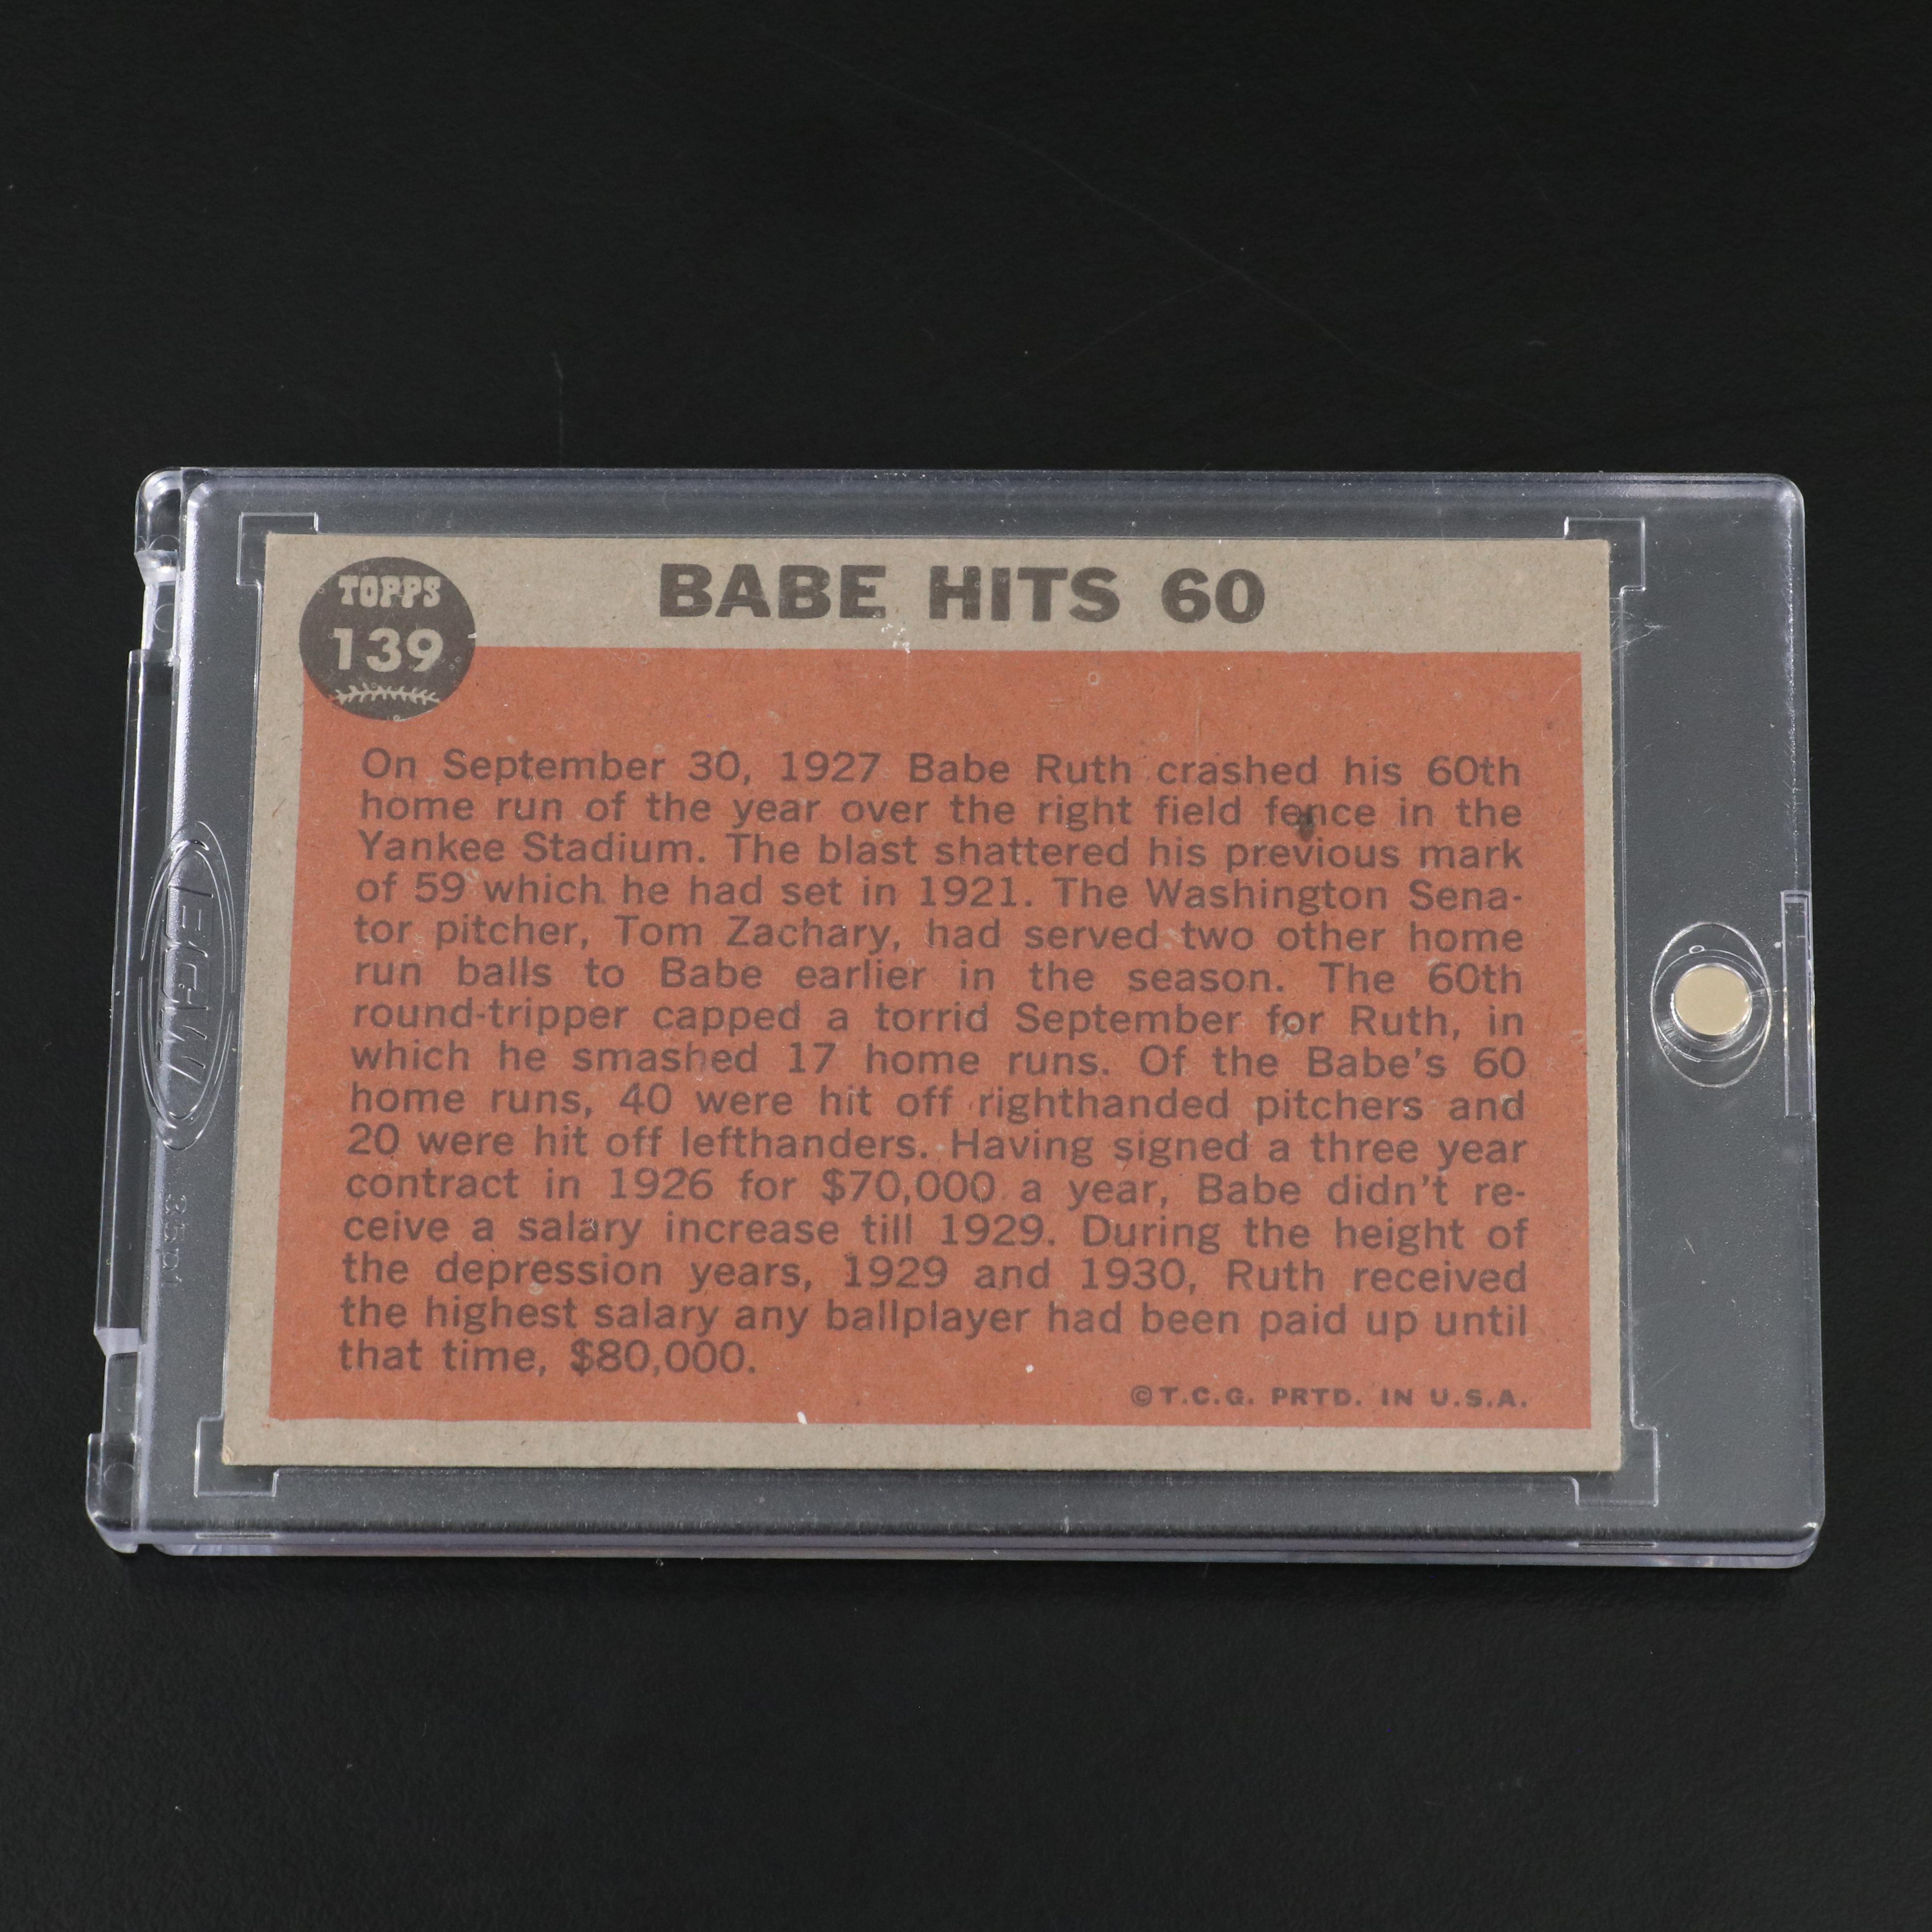 TOPPS
139
BABE HITS 60
On September 30, 1927 Babe Ruth crashed his 60th
home run of the year over the right field fence in the
Yankee Stadium. The blast shattered his previous mark
of 59 which he had set in 1921. The Washington Sena-
tor pitcher, Tom Zachary, had served two other home
run balls to Babe earlier in the season. The 60th
round-tripper capped a torrid September for Ruth, in
which he smashed 17 home runs. Of the Babe's 60
home runs, 40 were hit off righthanded pitchers and
20 were hit off lefthanders. Having signed a three year
contract in 1926 for $70,000 a year, Babe didn't re-
ceive a salary increase till 1929. During the height of
the depression years, 1929 and 1930, Ruth received
the highest salary any ballplayer had been paid up until
that time, $80,000.
©T.C.G. PRTD. IN U.S.A.